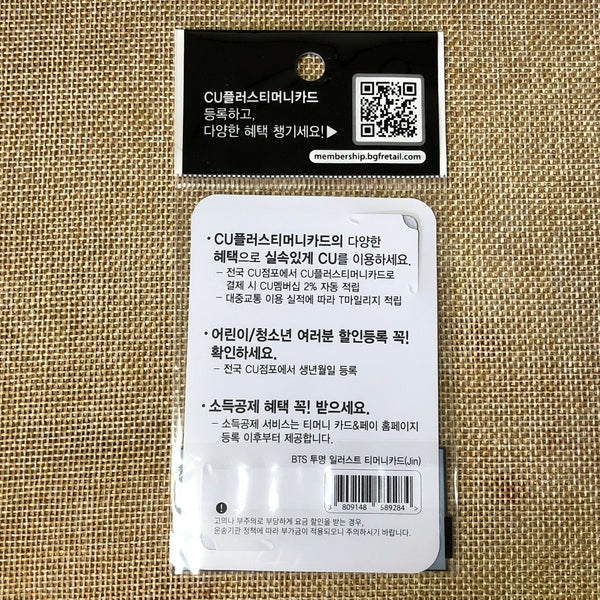 CU플러스티머니카드
등록하고,
다양한 혜택 챙기세요!▶
membership.bgfretail.com
• CU플러스티머니카드의 다양한
혜택으로 실속있게 CU를 이용하세요.
– 전국 CU점포에서 CU플러스티머니카드로
결제 시 CU멤버십 2% 자동 적립
– 대중교통 이용 실적에 따라 T마일리지 적립
• 어린이/청소년 여러분 할인등록 꼭!
확인하세요.
– 전국 CU점포에서 생년월일 등록
• 소득공제 혜택 꼭! 받으세요.
– 소득공제 서비스는 티머니 카드&페이 홈페이지
등록 이후부터 제공합니다.
BTS 투명 일러스트 티머니카드(Jin)
809148 589284 >
고의나 부주의로 부당하게 요금 할인을 받는 경우,
운송기관 정책에 따라 부가금이 적용되오니 주의하시기 바랍니다.